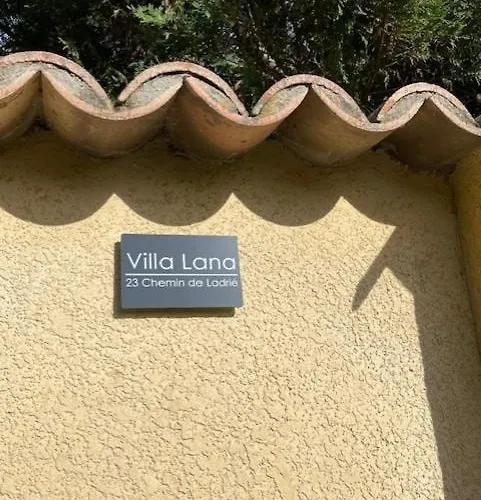 Villa Lana
23 Chemin de Ladrié